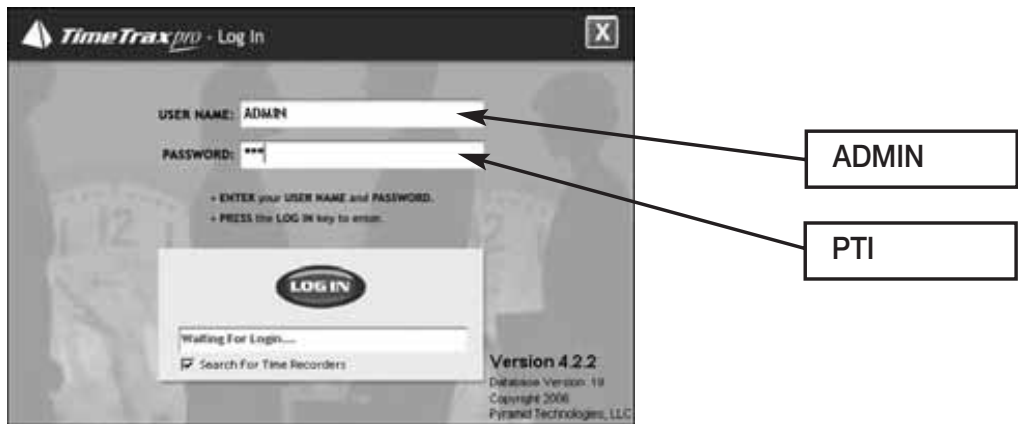 TimeTrax pro - Log In
X
USER NAME: ADMIN
PASSWORD: ***
+ ENTER your USER NAME and PASSWORD.
+ PRESS the LOG IN key to enter.
LOG IN
Waiting For Login....
Search For Time Recorders
Version 4.2.2
Database Version: 19
Copyright 2006
Pyramid Technologies, LLC
ADMIN
PTI
12
2